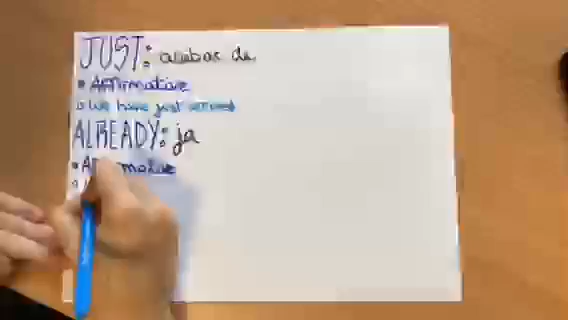 JUST: acabar de
• Affirmative
↳ We have just arrived
ALREADY: ja
• Affirmative